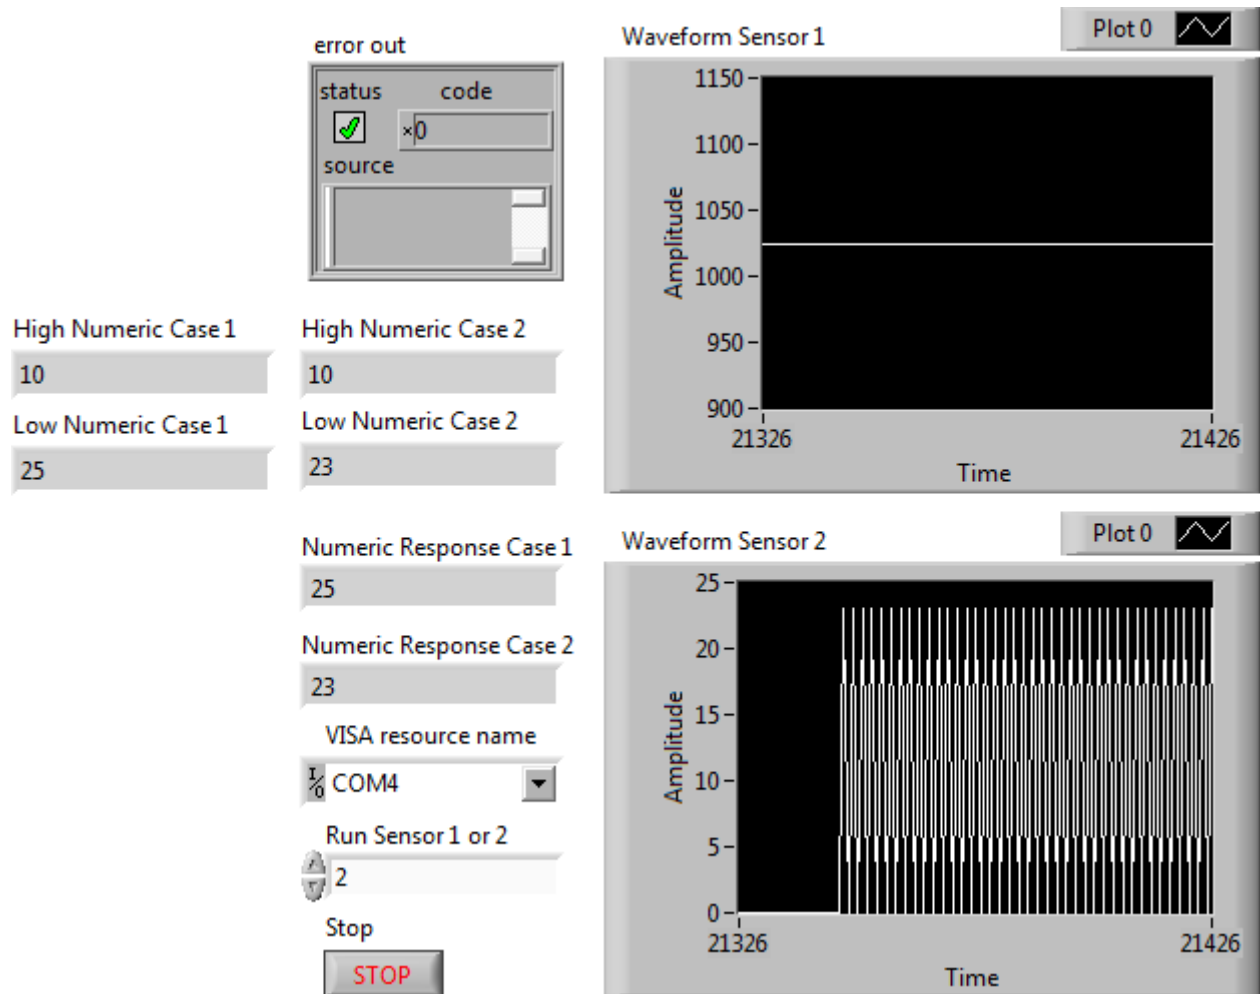 error out
status code
×0
source
High Numeric Case 1
10
Low Numeric Case 1
25
High Numeric Case 2
10
Low Numeric Case 2
23
Numeric Response Case 1
25
Numeric Response Case 2
23
VISA resource name
I/O COM4
Run Sensor 1 or 2
2
Stop
STOP
Waveform Sensor 1
Plot 0
1150
1100
1050
1000
950
900
Amplitude
21326 21426
Time
Waveform Sensor 2
Plot 0
25
20
15
10
5
0
Amplitude
21326 21426
Time